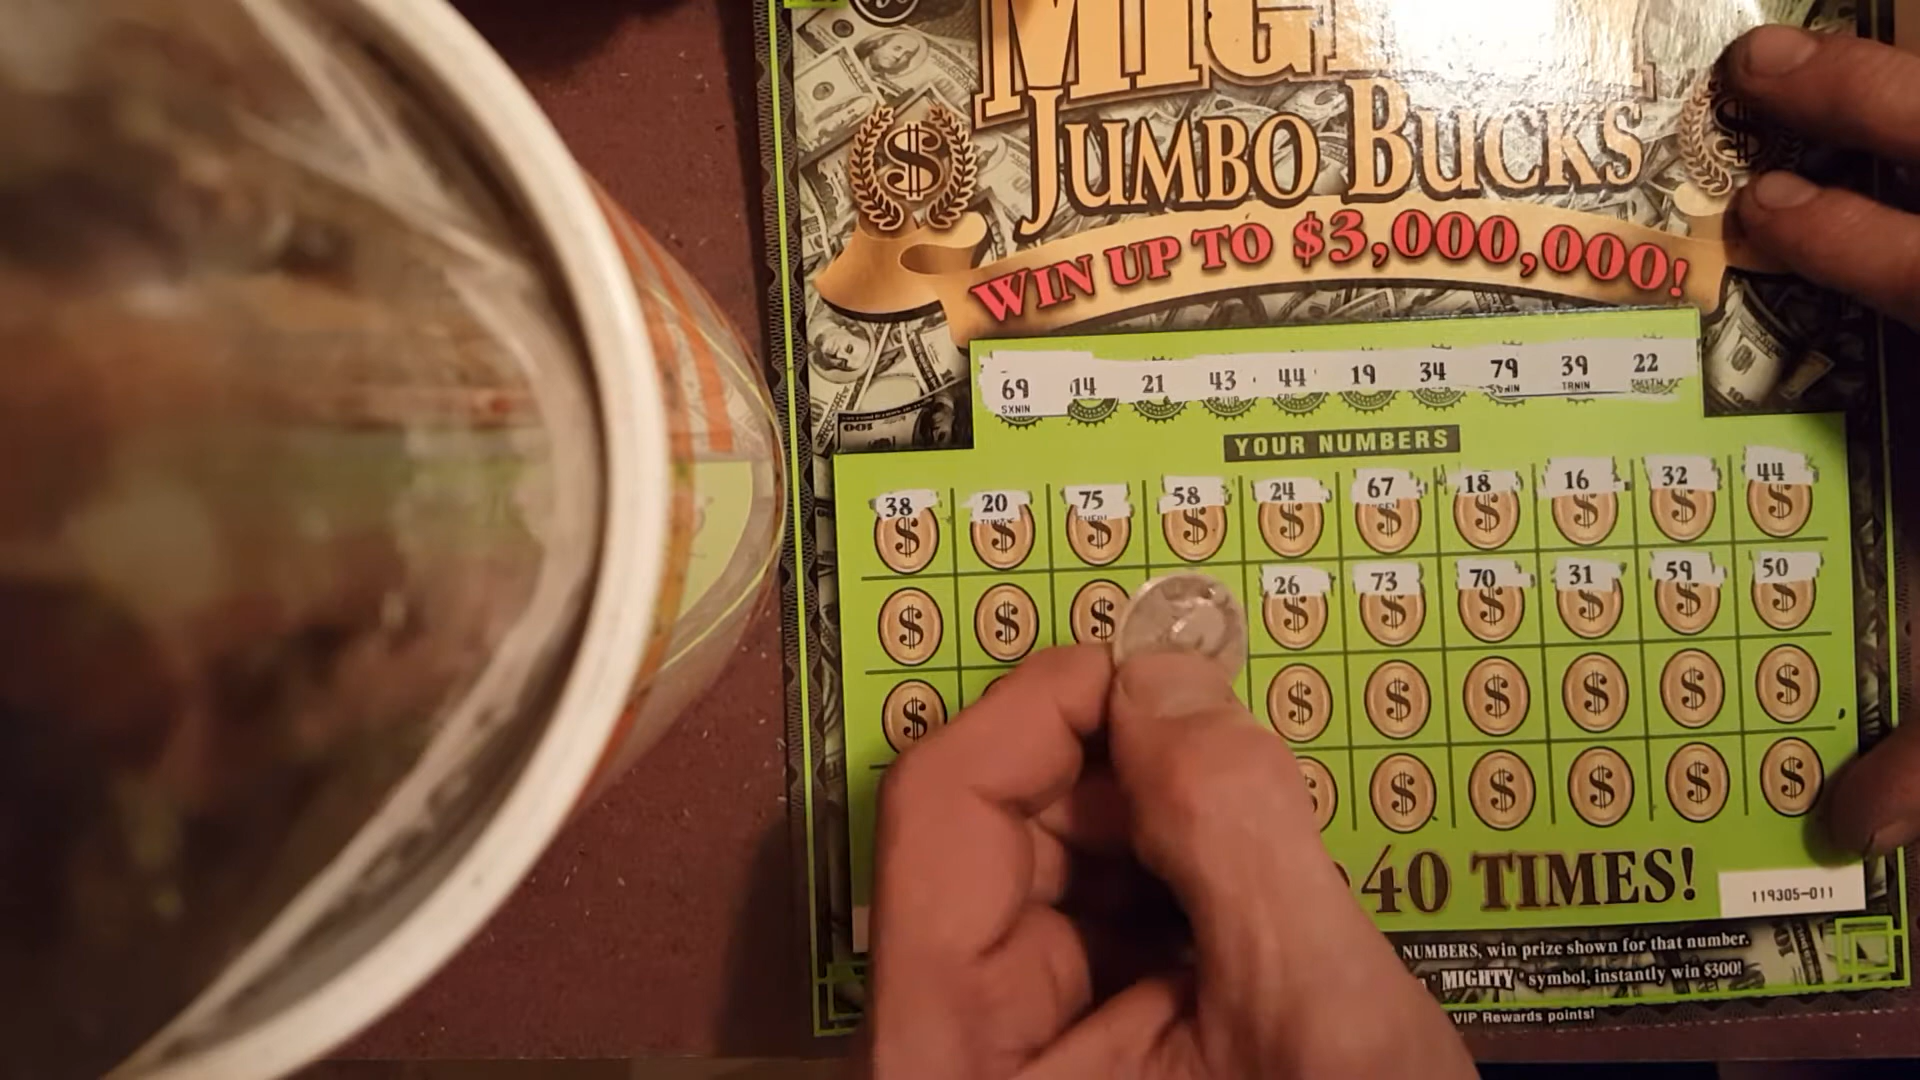 JUMBO BUCKS
WIN UP TO $3,000,000!
69 14 21 43 44 19 34 79 39 22
SXNIN TRNIN
YOUR NUMBERS
38 20 75 58 24 67 18 16 32 44
26 73 70 31 59 50
40 TIMES!
119305-011
NUMBERS, win prize shown for that number.
"MIGHTY" symbol, instantly win $300!
VIP Rewards points!